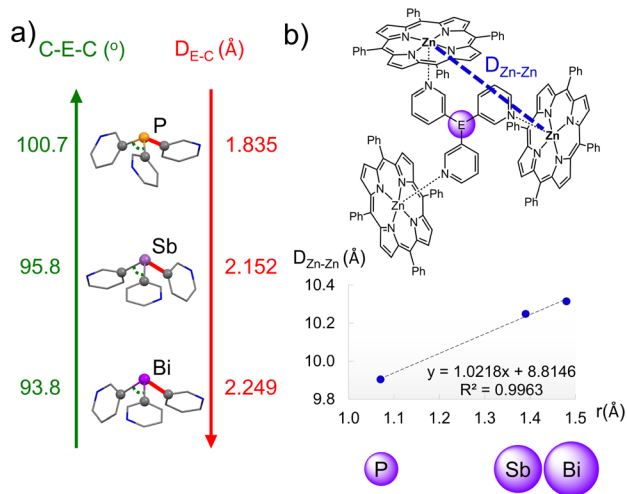 a)
C-E-C (°)
D_E-C (Å)
P
100.7
1.835
Sb
95.8
2.152
Bi
93.8
2.249
b)
Ph
Ph
Ph
Ph
N
N
N
N
Zn
D_Zn-Zn
N
N
N
E
Ph
Ph
Ph
Ph
N
N
N
N
Zn
Ph
Ph
Ph
Ph
N
N
N
N
Zn
D_Zn-Zn (Å)
10.4
10.2
10.0
9.8
y = 1.0218x + 8.8146
R² = 0.9963
1.0 1.1 1.2 1.3 1.4 1.5 r(Å)
P Sb Bi